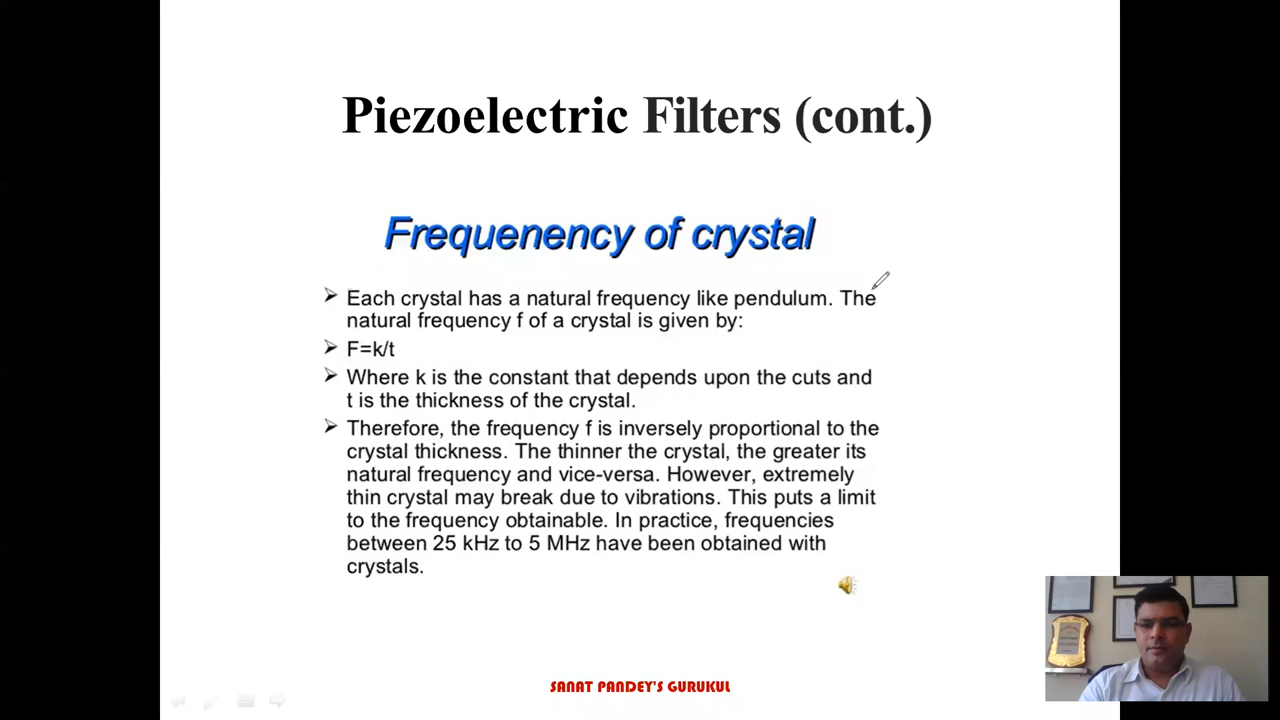 Piezoelectric Filters (cont.)
Frequenency of crystal
Each crystal has a natural frequency like pendulum. The
natural frequency f of a crystal is given by:
F=k/t
Where k is the constant that depends upon the cuts and
t is the thickness of the crystal.
Therefore, the frequency f is inversely proportional to the
crystal thickness. The thinner the crystal, the greater its
natural frequency and vice-versa. However, extremely
thin crystal may break due to vibrations. This puts a limit
to the frequency obtainable. In practice, frequencies
between 25 kHz to 5 MHz have been obtained with
crystals.
SANAT PANDEY'S GURUKUL